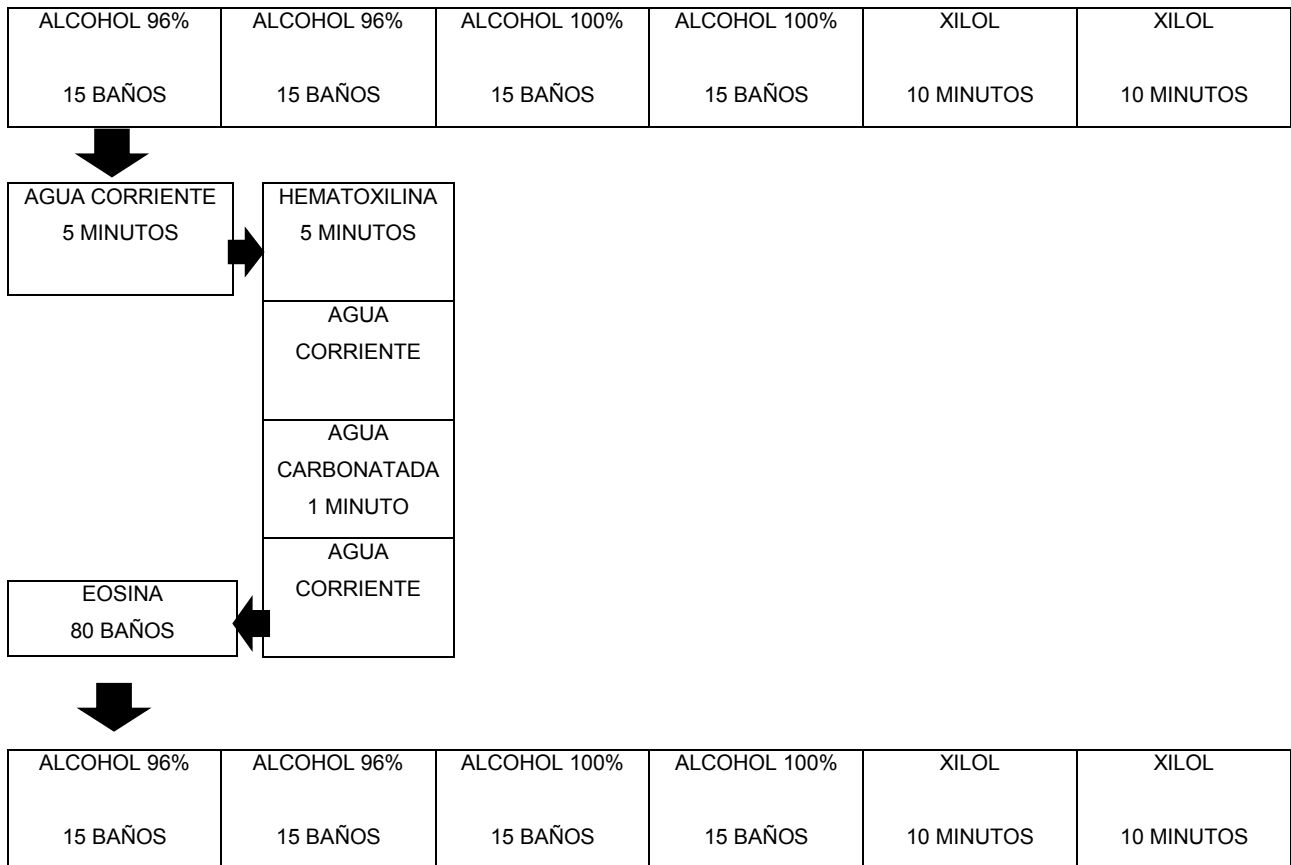 ALCOHOL 96% ALCOHOL 96% ALCOHOL 100% ALCOHOL 100% XILOL XILOL
15 BAÑOS 15 BAÑOS 15 BAÑOS 15 BAÑOS 10 MINUTOS 10 MINUTOS
AGUA CORRIENTE
5 MINUTOS
HEMATOXILINA
5 MINUTOS
AGUA
CORRIENTE
AGUA
CARBONATADA
1 MINUTO
AGUA
CORRIENTE
EOSINA
80 BAÑOS
ALCOHOL 96% ALCOHOL 96% ALCOHOL 100% ALCOHOL 100% XILOL XILOL
15 BAÑOS 15 BAÑOS 15 BAÑOS 15 BAÑOS 10 MINUTOS 10 MINUTOS